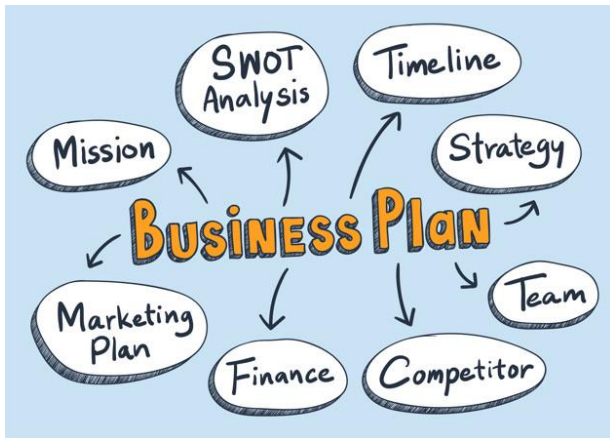 SWOT
Analysis
Timeline
Mission
Strategy
Business Plan
Marketing
Plan
Finance
Competitor
Team